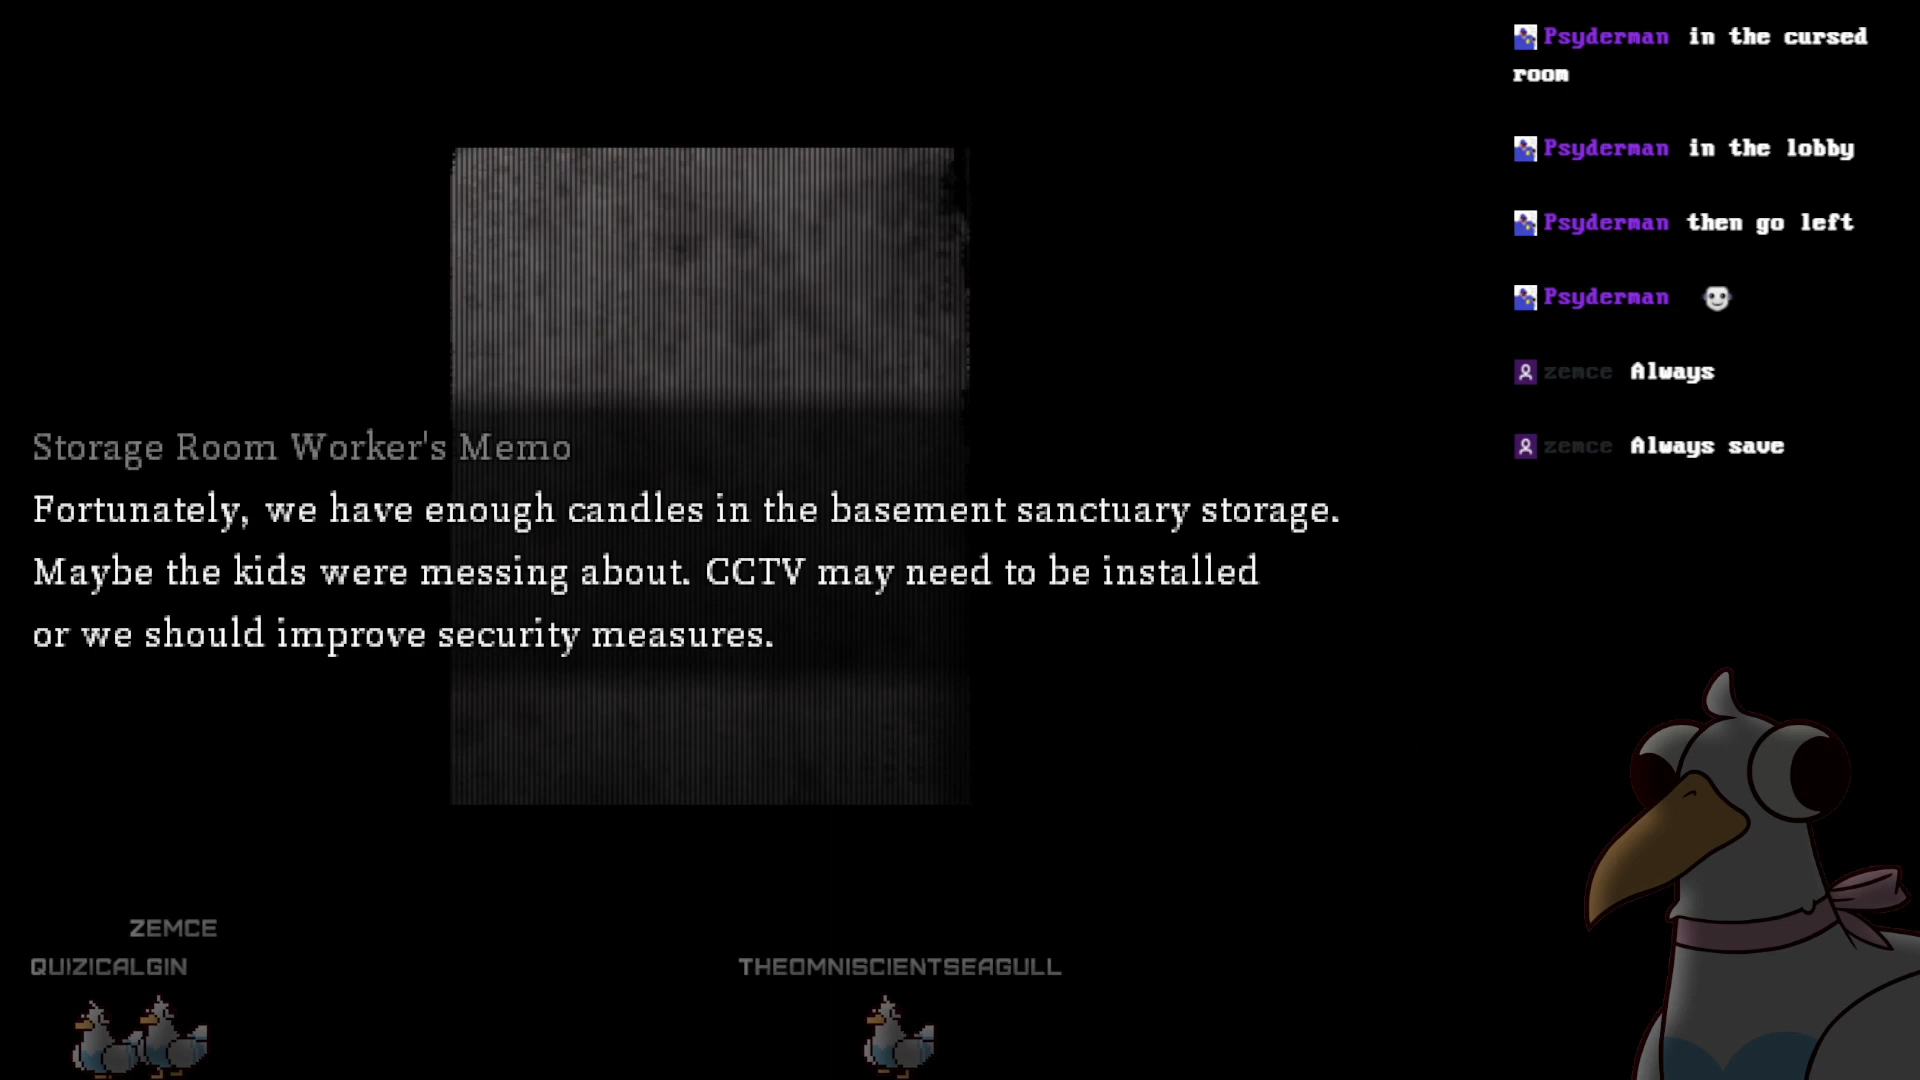 Storage Room Worker's Memo
Fortunately, we have enough candles in the basement sanctuary storage.
Maybe the kids were messing about. CCTV may need to be installed
or we should improve security measures.
Psyderman in the cursed
room
Psyderman in the lobby
Psyderman then go left
Psyderman
zemce Always
zemce Always save
ZEMCE
QUIZICALGIN
THEOMNISCIENTSEAGULL